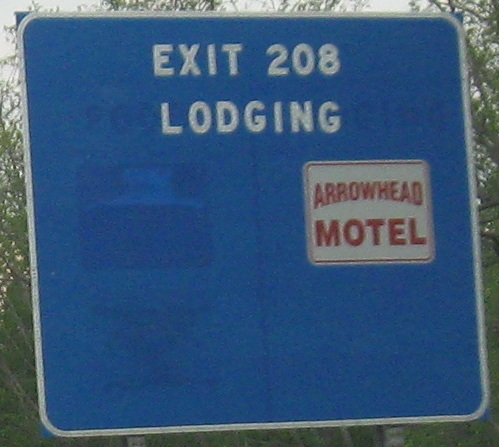 EXIT 208
LODGING
ARROWHEAD
MOTEL